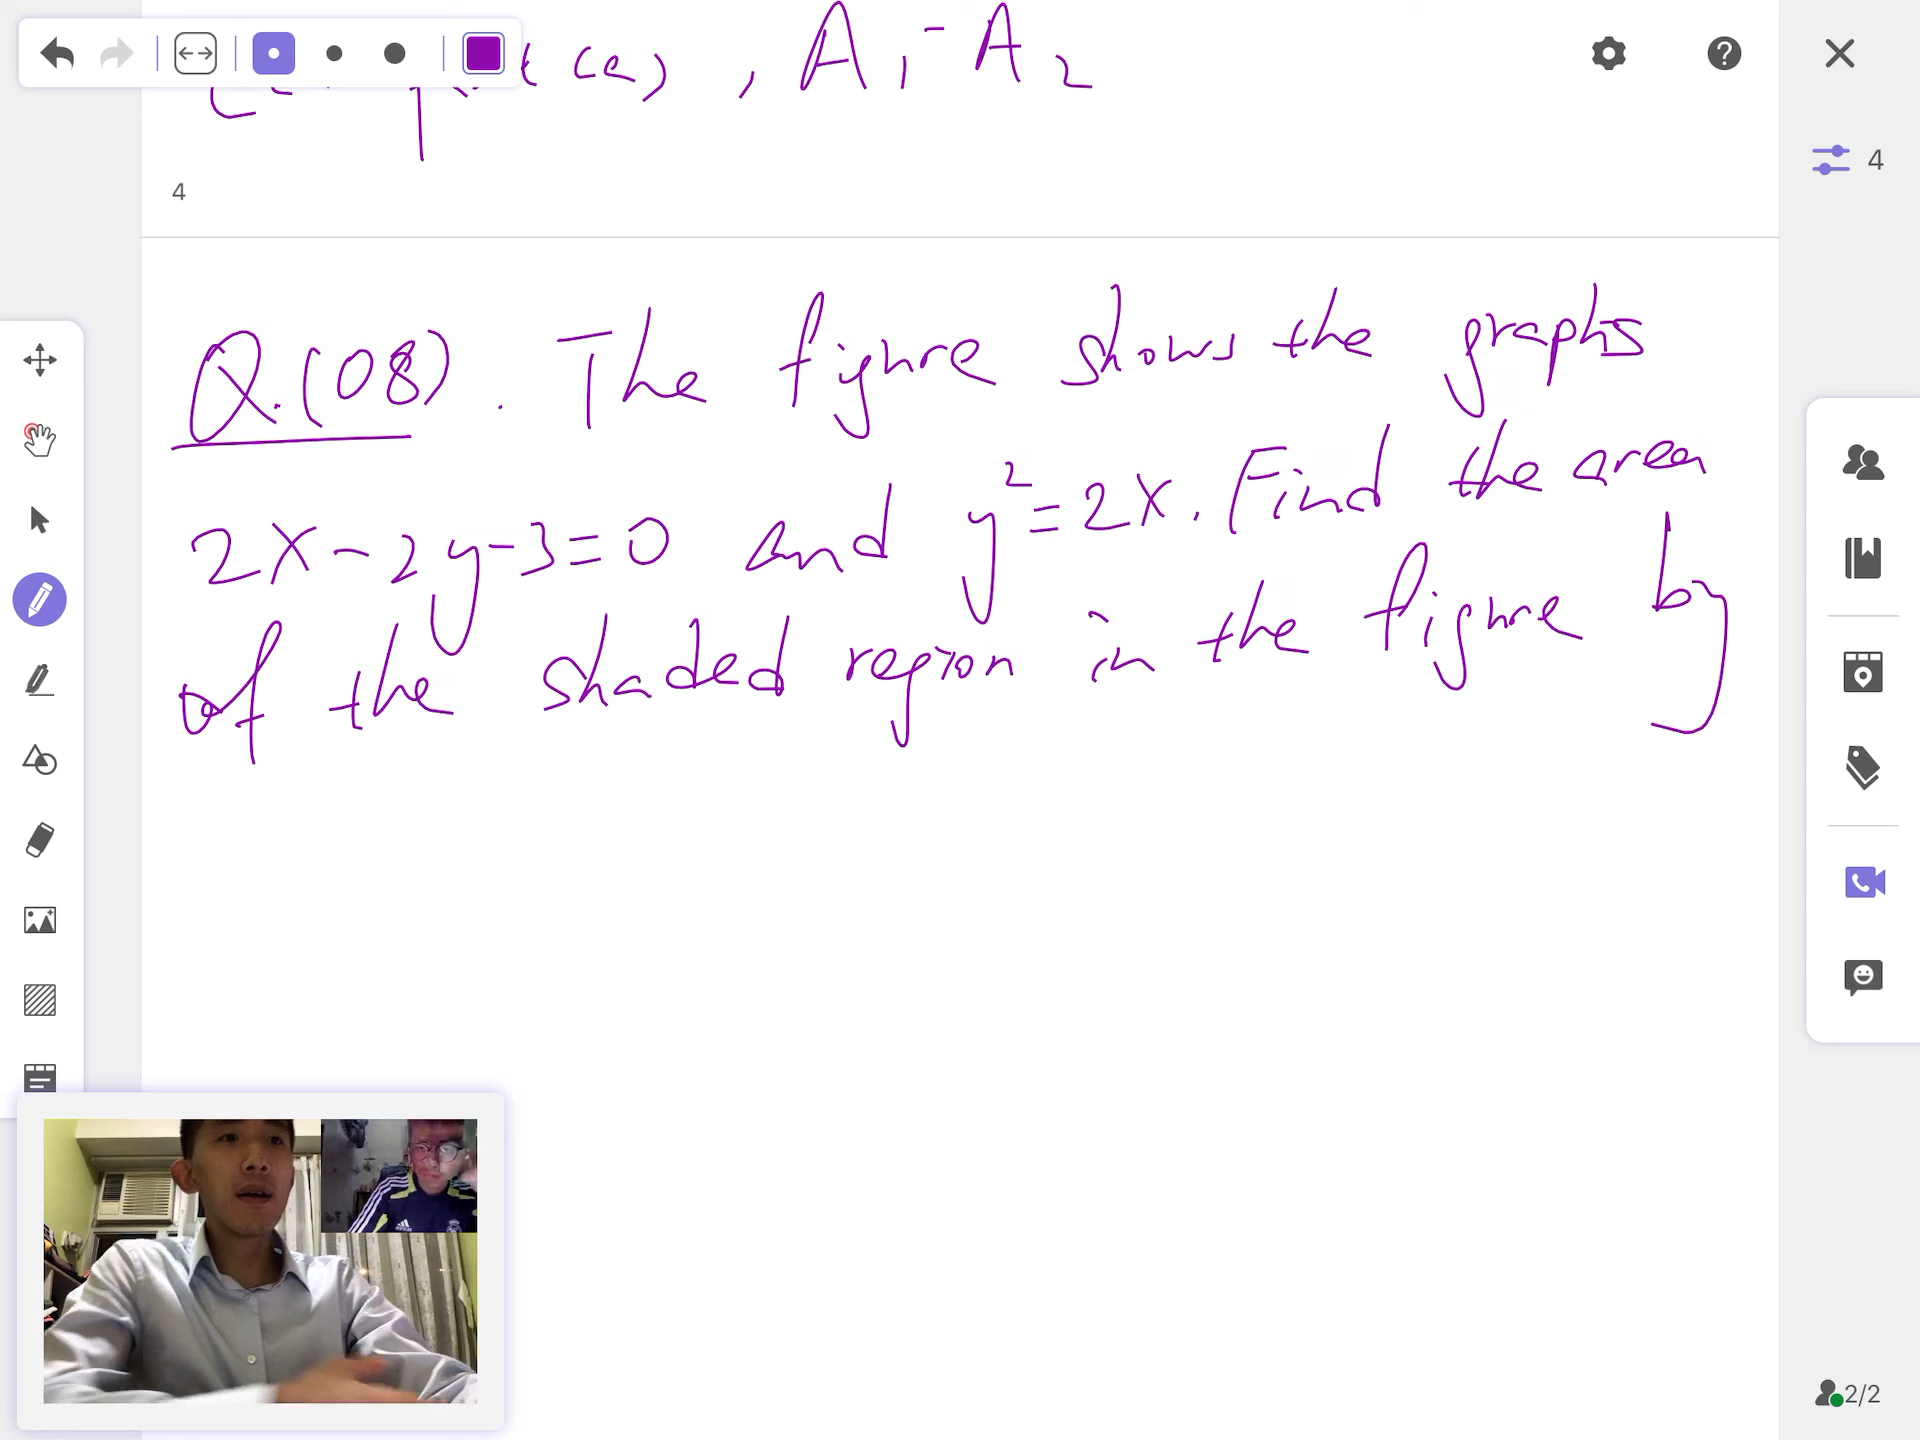 (a), A1-A2
4
4
Q.(08). The figure shows the graphs
2x-2y-3=0 and y²=2x. Find the area
of the shaded region in the figure by
adidas
2/2